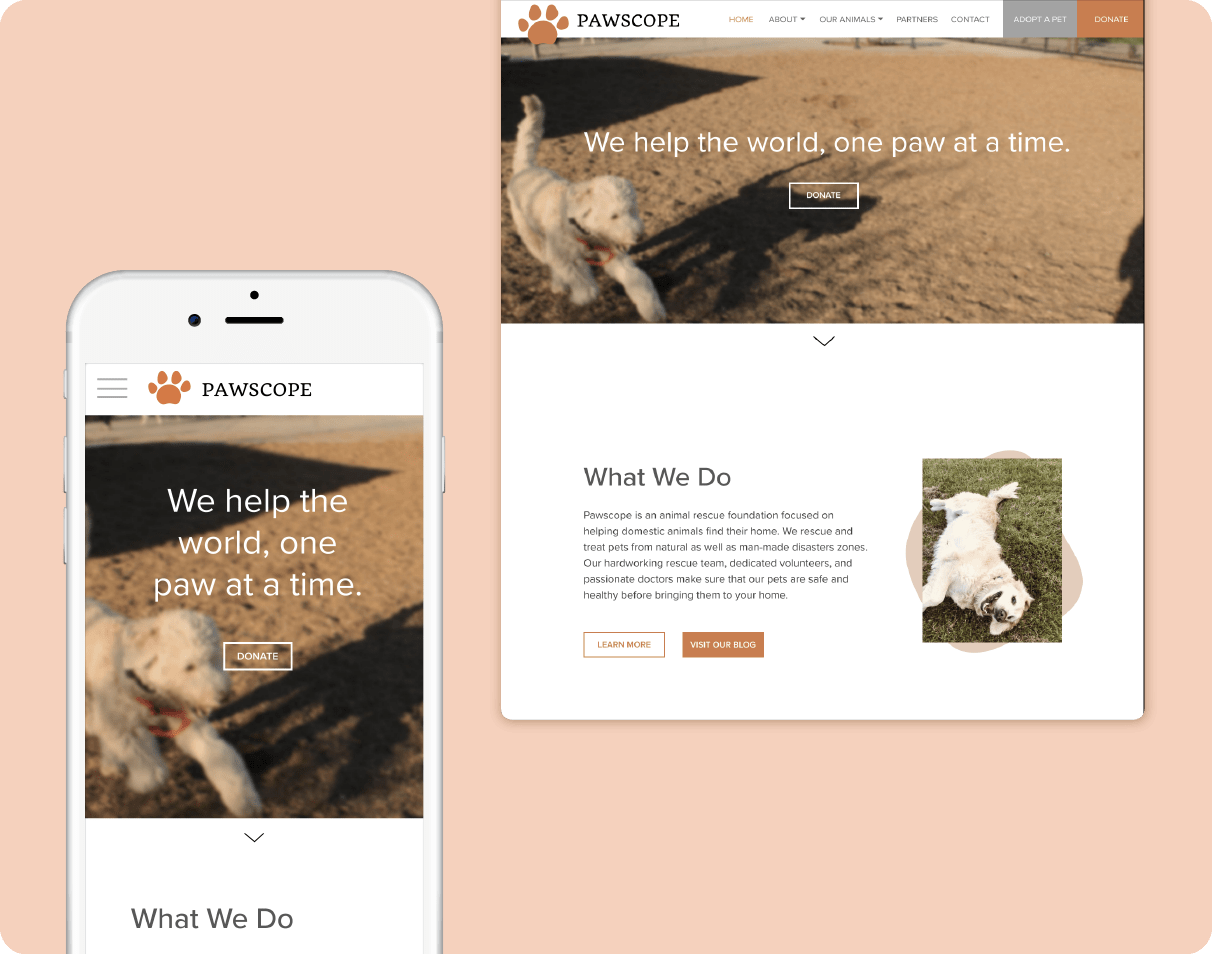 PAWSCOPE
HOME ABOUT OUR ANIMALS PARTNERS CONTACT ADOPT A PET DONATE
We help the world, one paw at a time.
DONATE
What We Do
Pawscope is an animal rescue foundation focused on
helping domestic animals find their home. We rescue and
treat pets from natural as well as man-made disasters zones.
Our hardworking rescue team, dedicated volunteers, and
passionate doctors make sure that our pets are safe and
healthy before bringing them to your home.
LEARN MORE VISIT OUR BLOG
PAWSCOPE
We help the
world, one
paw at a time.
DONATE
What We Do